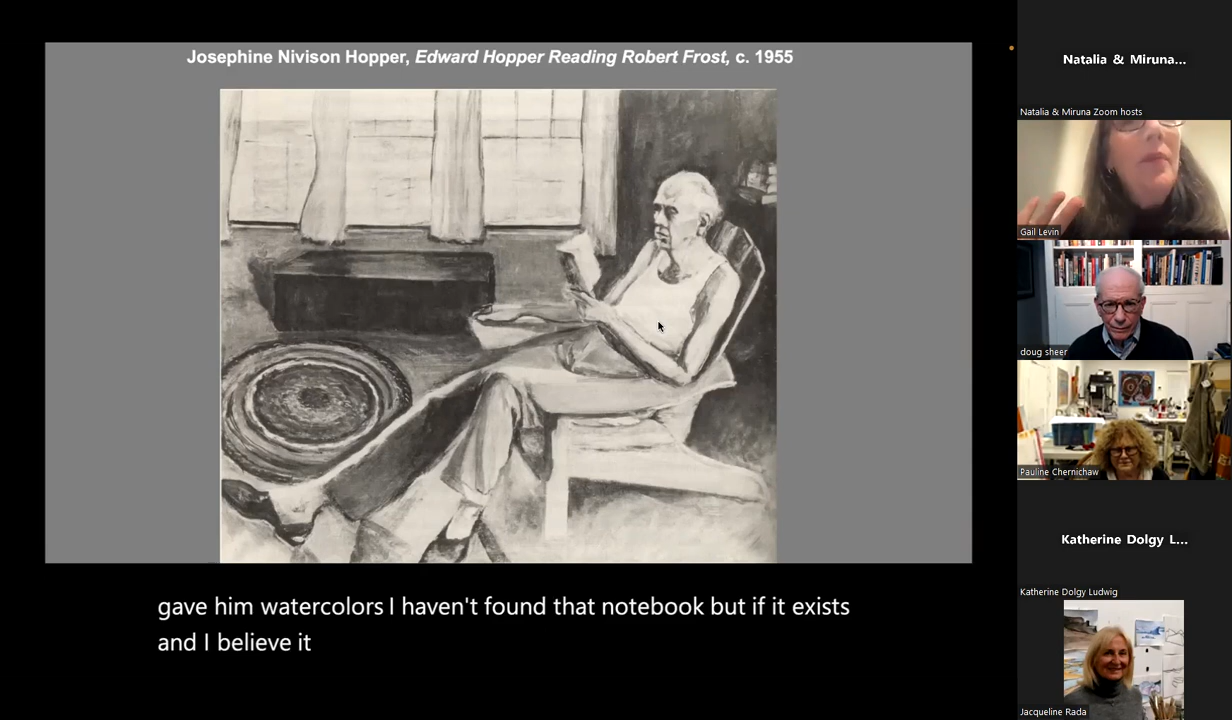 Josephine Nivison Hopper, Edward Hopper Reading Robert Frost, c. 1955
gave him watercolors I haven't found that notebook but if it exists
and I believe it
Natalia & Miruna...
Natalia & Miruna Zoom hosts
Gail Levin
doug sheer
Pauline Chernichaw
Katherine Dolgy L...
Katherine Dolgy Ludwig
Jacqueline Rada